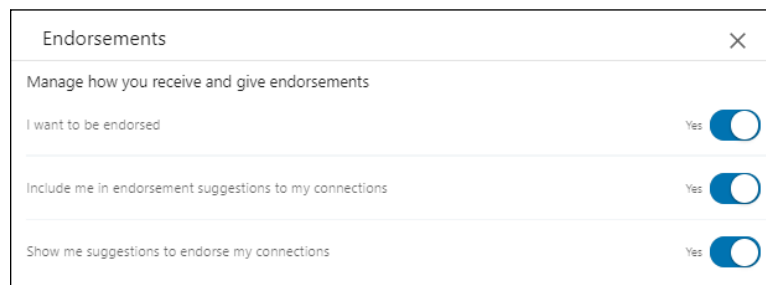 Endorsements
Manage how you receive and give endorsements
I want to be endorsed Yes
Include me in endorsement suggestions to my connections Yes
Show me suggestions to endorse my connections Yes